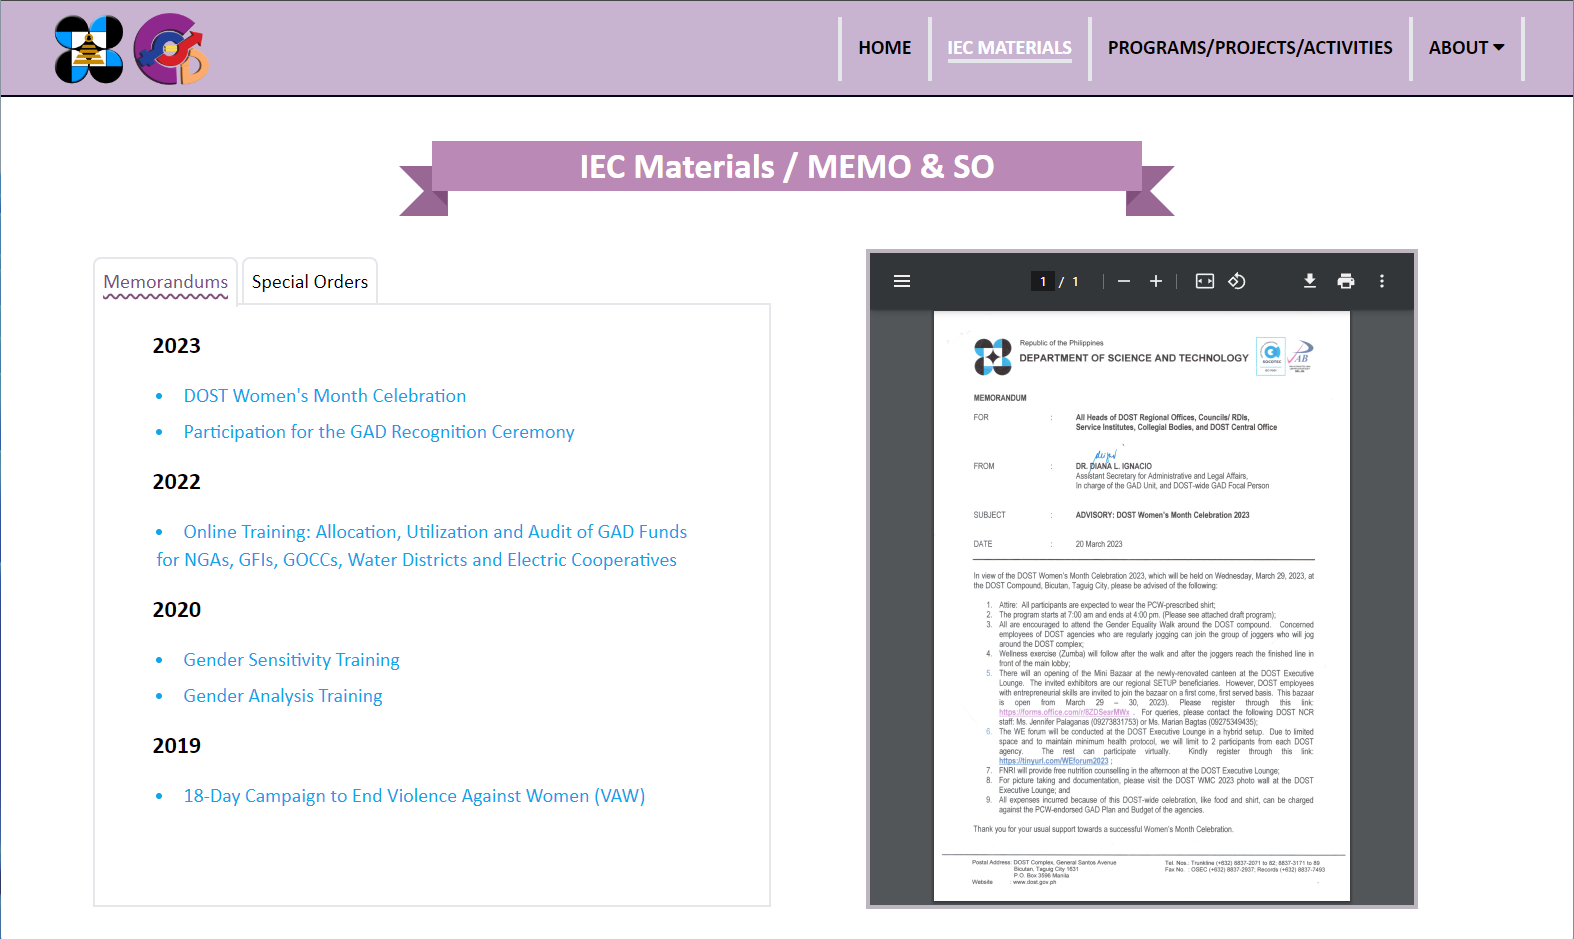 HOME
IEC MATERIALS
PROGRAMS/PROJECTS/ACTIVITIES
ABOUT
IEC Materials / MEMO & SO
Memorandums
Special Orders
2023
• DOST Women's Month Celebration
• Participation for the GAD Recognition Ceremony
2022
• Online Training: Allocation, Utilization and Audit of GAD Funds
for NGAs, GFIs, GOCCs, Water Districts and Electric Cooperatives
2020
• Gender Sensitivity Training
• Gender Analysis Training
2019
• 18-Day Campaign to End Violence Against Women (VAW)
1 / 1
Republic of the Philippines
DEPARTMENT OF SCIENCE AND TECHNOLOGY
SOCOTEC
PAB
MEMORANDUM
FOR : All Heads of DOST Regional Offices, Councils/ RDIs,
Service Institutes, Collegial Bodies, and DOST Central Office
FROM : DR. DIANA L. IGNACIO
Assistant Secretary for Administrative and Legal Affairs,
In charge of the GAD Unit, and DOST-wide GAD Focal Person
SUBJECT : ADVISORY: DOST Women's Month Celebration 2023
DATE : 20 March 2023
In view of the DOST Women's Month Celebration 2023, which will be held on Wednesday, March 29, 2023, at
the DOST Compound, Bicutan, Taguig City, please be advised of the following:
1. Attire: All participants are expected to wear the PCW-prescribed shirt;
2. The program starts at 7:00 am and ends at 4:00 pm. (Please see attached draft program);
3. All are encouraged to attend the Gender Equality Walk around the DOST compound. Concerned
employees of DOST agencies who are regularly jogging can join the group of joggers who will jog
around the DOST complex;
4. Wellness exercise (Zumba) will follow after the walk and after the joggers reach the finished line in
front of the main lobby;
5. There will an opening of the Mini Bazaar at the newly-renovated canteen at the DOST Executive
Lounge. The invited exhibitors are our regional SETUP beneficiaries. However, DOST employees
with entrepreneurial skills are invited to join the bazaar on a first come, first served basis. This bazaar
is open from March 29 – 30, 2023). Please register through this link:
https://forms.office.com/r/8ZDSearMWx . For queries, please contact the following DOST NCR
staff: Ms. Jennifer Palaganas (09273831753) or Ms. Marian Bagtas (09275349435);
6. The WE forum will be conducted at the DOST Executive Lounge in a hybrid setup. Due to limited
space and to maintain minimum health protocol, we will limit to 2 participants from each DOST
agency. The rest can participate virtually. Kindly register through this link:
https://tinyurl.com/WEforum2023 ;
7. FNRI will provide free nutrition counselling in the afternoon at the DOST Executive Lounge;
8. For picture taking and documentation, please visit the DOST WMC 2023 photo wall at the DOST
Executive Lounge; and
9. All expenses incurred because of this DOST-wide celebration, like food and shirt, can be charged
against the PCW-endorsed GAD Plan and Budget of the agencies.
Thank you for your usual support towards a successful Women's Month Celebration.
Postal Address: DOST Complex, General Santos Avenue
Bicutan, Taguig City 1631
P.O. Box 3596 Manila
Website : www.dost.gov.ph
Tel. Nos.: Trunkline (+632) 8837-2071 to 82; 8837-3171 to 89
Fax No. : OSEC (+632) 8837-2937; Records (+632) 8837-7493